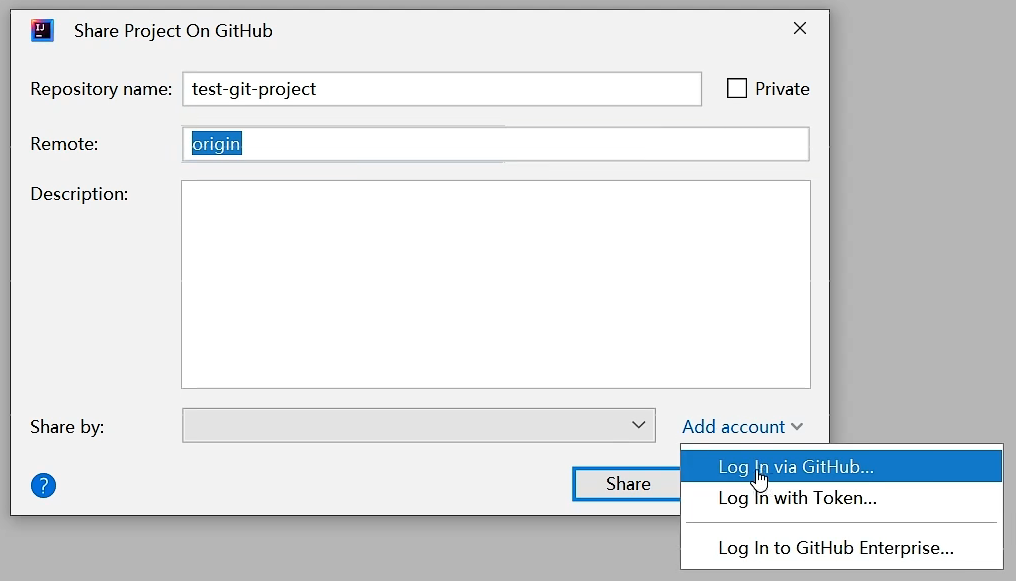 Share Project On GitHub
Repository name: test-git-project Private
Remote: origin
Description:
Share by: Add account
Log In via GitHub...
? Share
Log In with Token...
Log In to GitHub Enterprise...